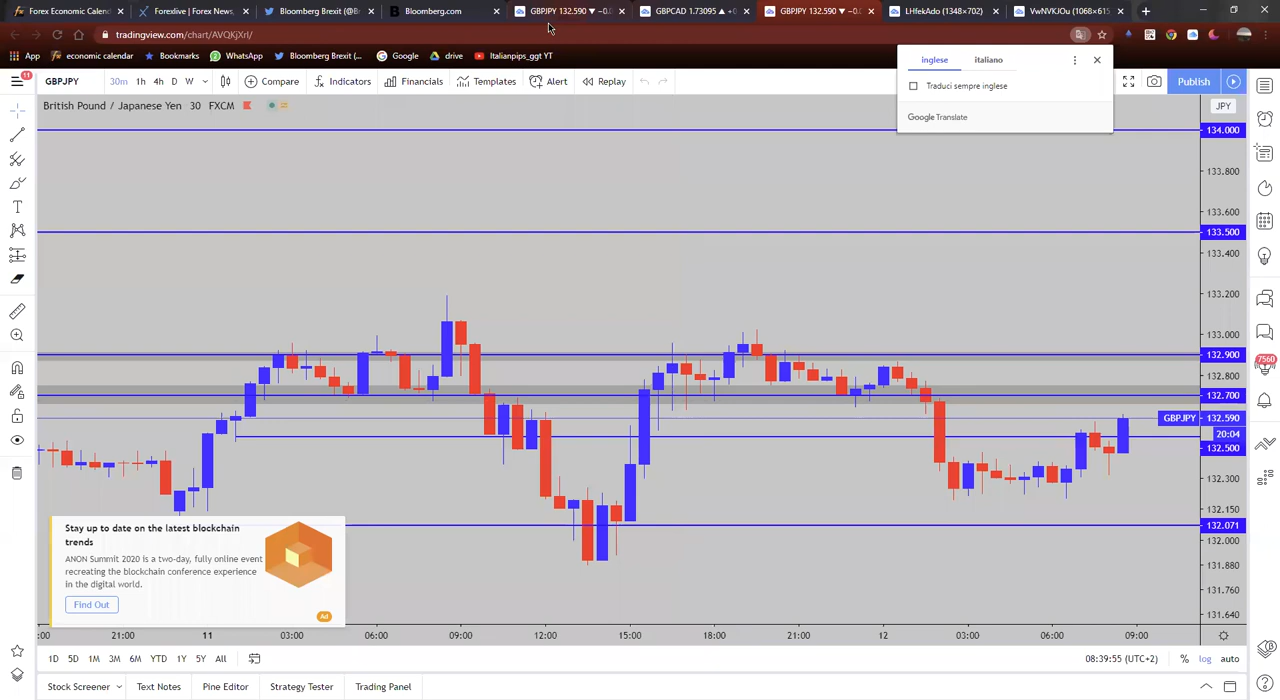 Forex Economic Calend
Forexlive | Forex News,
Bloomberg Brexit (@Br
Bloomberg.com
GBPJPY 132.590 ▼ −0.
GBPCAD 1.73095 ▲ +0
GBPJPY 132.590 ▼ −0.
LHfekAdo (1348×702)
VwNVKJOu (1068×615
tradingview.com/chart/AVQKjXrl/
App
economic calendar
Bookmarks
WhatsApp
Bloomberg Brexit (...
Google
drive
Italianpips_ggt YT
inglese
italiano
Traduci sempre inglese
Google Translate
11
GBPJPY
30m 1h 4h D W
Compare
Indicators
Financials
Templates
Alert
Replay
Publish
British Pound / Japanese Yen 30 FXCM
JPY
134.000
133.800
133.600
133.500
133.400
133.200
133.000
132.900
132.800
132.700
GBPJPY 132.590
20:04
132.500
132.300
132.150
132.071
132.000
131.880
131.760
131.640
7560
Stay up to date on the latest blockchain
trends
ANON Summit 2020 is a two-day, fully online event
recreating the blockchain conference experience
in the digital world.
Find Out
Ad
:00 21:00 11 03:00 06:00 09:00 12:00 15:00 18:00 21:00 12 03:00 06:00 09:00
1D 5D 1M 3M 6M YTD 1Y 5Y All
08:39:55 (UTC+2)
% log auto
Stock Screener
Text Notes
Pine Editor
Strategy Tester
Trading Panel